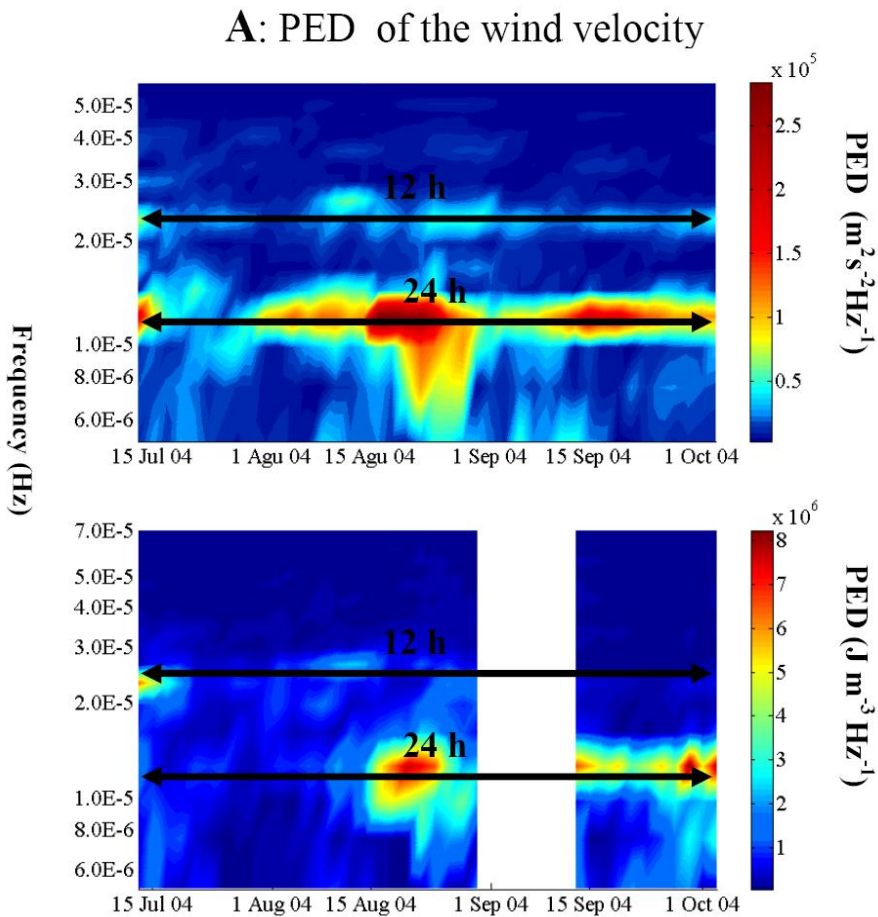 A: PED of the wind velocity
x 10^5
5.0E-5
4.0E-5
3.0E-5
2.0E-5
1.0E-5
8.0E-6
6.0E-6
12 h
24 h
2.5
2
1.5
1
0.5
PED (m²s⁻²Hz⁻¹)
15 Jul 04 1 Agu 04 15 Agu 04 1 Sep 04 15 Sep 04 1 Oct 04
Frequency (Hz)
x 10^6
7.0E-5
5.0E-5
4.0E-5
3.0E-5
2.0E-5
1.0E-5
8.0E-6
6.0E-6
12 h
24 h
8
7
6
5
4
3
2
1
PED (J m⁻³ Hz⁻¹)
15 Jul 04 1 Aug 04 15 Aug 04 1 Sep 04 15 Sep 04 1 Oct 04